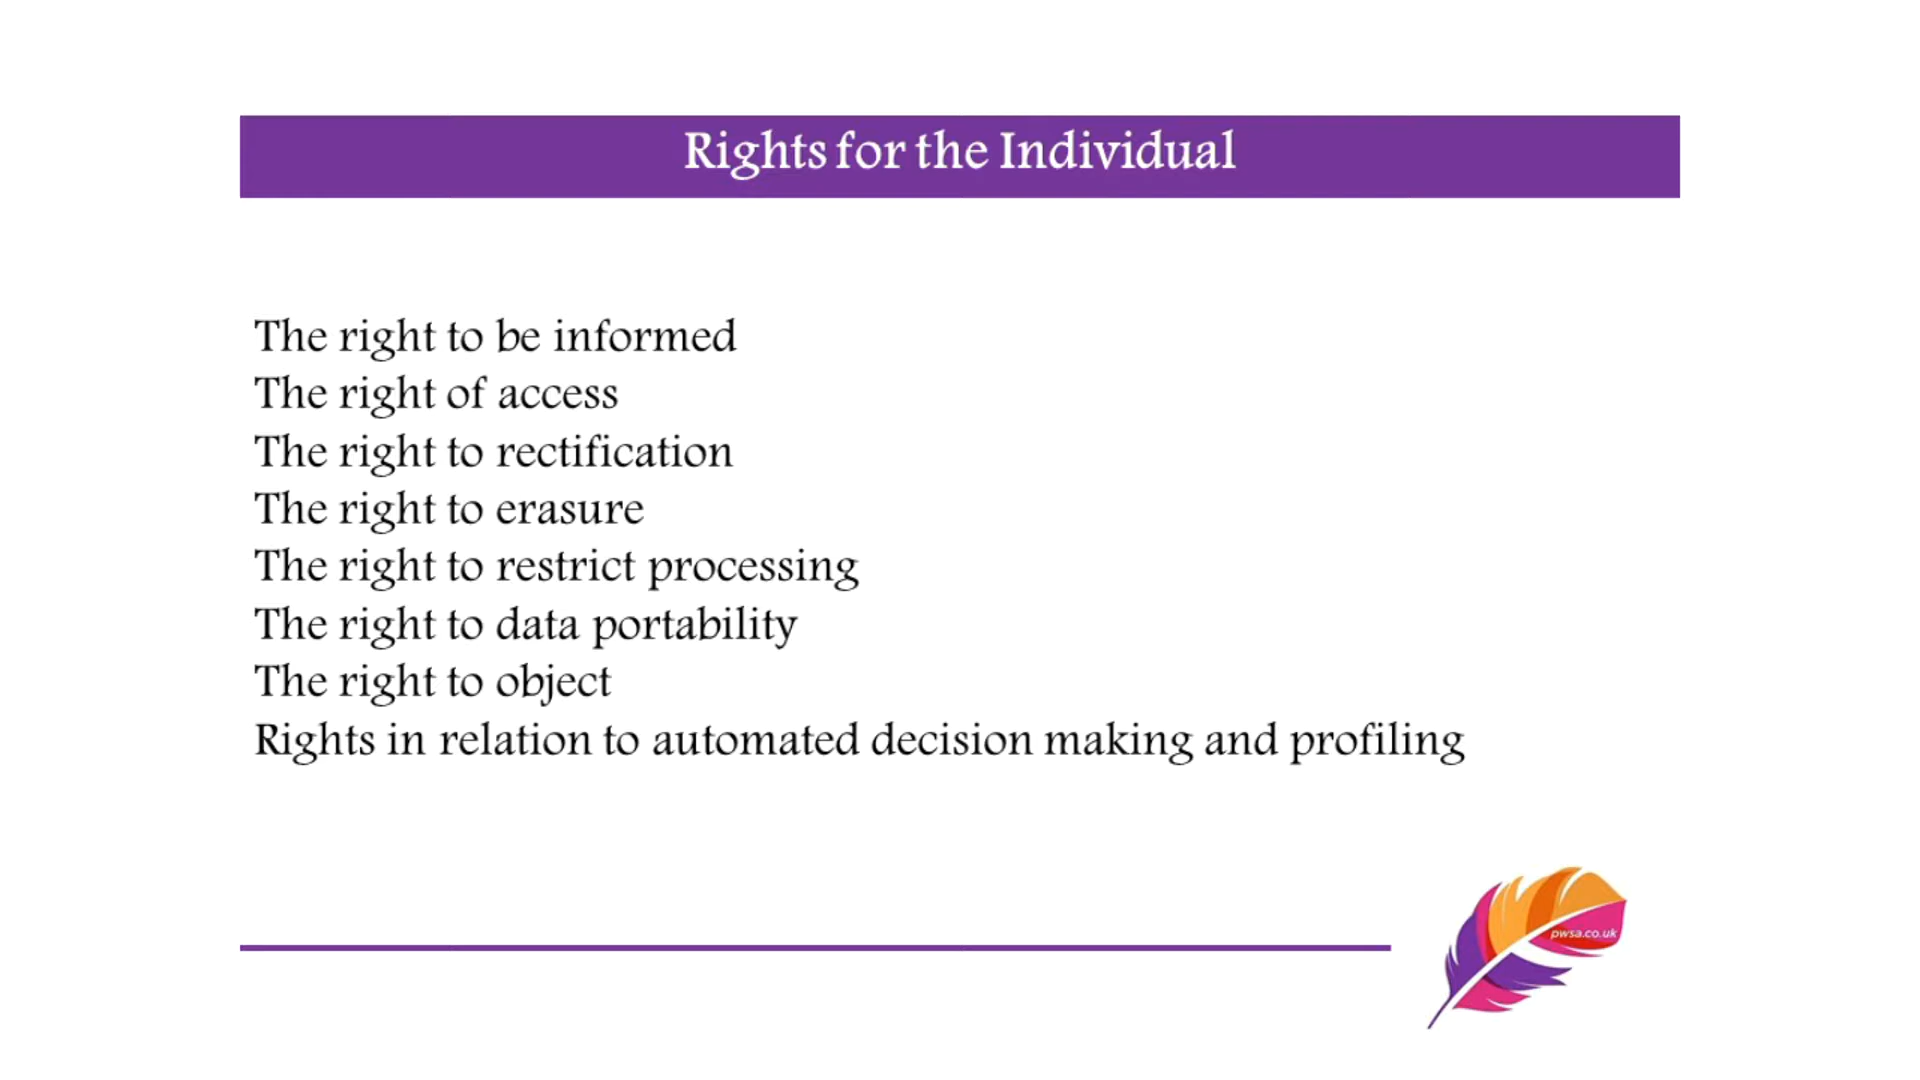 Rights for the Individual
The right to be informed
The right of access
The right to rectification
The right to erasure
The right to restrict processing
The right to data portability
The right to object
Rights in relation to automated decision making and profiling
pwsa.co.uk